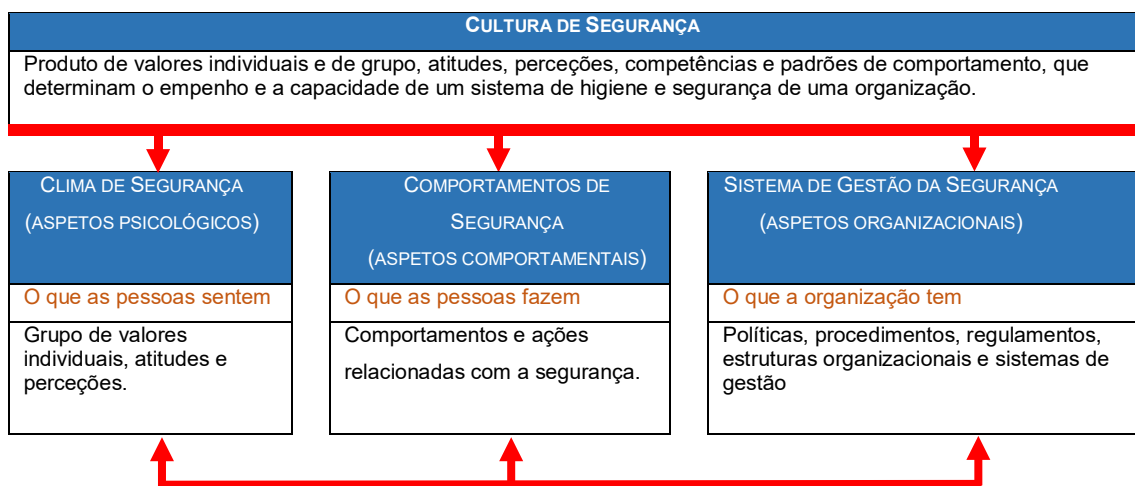 CULTURA DE SEGURANÇA
Produto de valores individuais e de grupo, atitudes, perceções, competências e padrões de comportamento, que
determinam o empenho e a capacidade de um sistema de higiene e segurança de uma organização.
CLIMA DE SEGURANÇA
(ASPETOS PSICOLÓGICOS)
O que as pessoas sentem
Grupo de valores
individuais, atitudes e
perceções.
COMPORTAMENTOS DE
SEGURANÇA
(ASPETOS COMPORTAMENTAIS)
O que as pessoas fazem
Comportamentos e ações
relacionadas com a segurança.
SISTEMA DE GESTÃO DA SEGURANÇA
(ASPETOS ORGANIZACIONAIS)
O que a organização tem
Políticas, procedimentos, regulamentos,
estruturas organizacionais e sistemas de
gestão